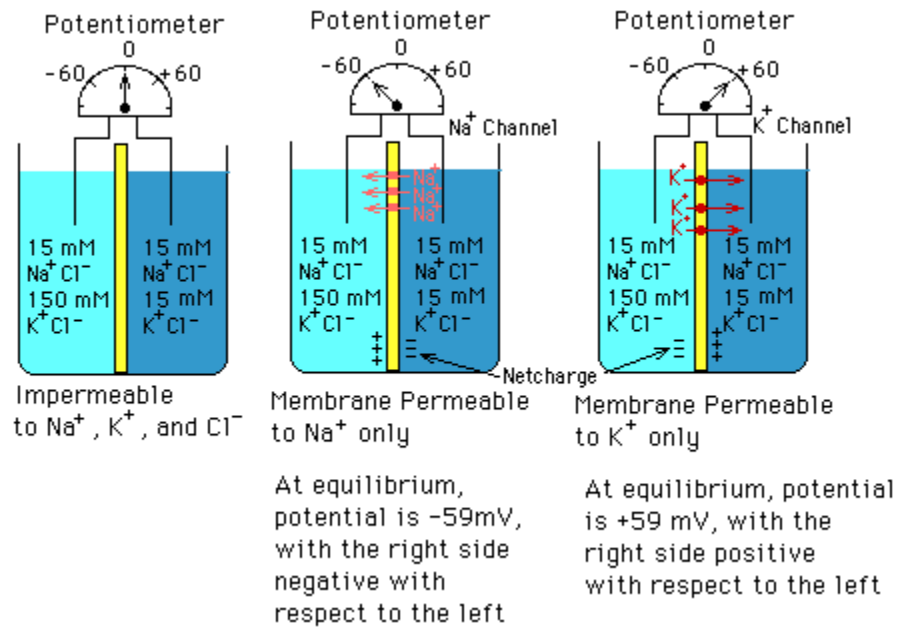 Potentiometer
0
-60
+60
15 mM
Na⁺Cl⁻
150 mM
K⁺Cl⁻
15 mM
Na⁺Cl⁻
15 mM
K⁺Cl⁻
Impermeable
to Na⁺, K⁺, and Cl⁻
Potentiometer
0
-60
+60
Na⁺ Channel
Na⁺
Na⁺
Na⁺
15 mM
Na⁺Cl⁻
150 mM
K⁺Cl⁻
15 mM
Na⁺Cl⁻
15 mM
K⁺Cl⁻
+
+
+
−
−
−
Netcharge
Membrane Permeable
to Na⁺ only
At equilibrium,
potential is -59mV,
with the right side
negative with
respect to the left
Potentiometer
0
-60
+60
K⁺ Channel
K⁺
K⁺
K⁺
15 mM
Na⁺Cl⁻
150 mM
K⁺Cl⁻
15 mM
Na⁺Cl⁻
15 mM
K⁺Cl⁻
−
−
−
+
+
+
Membrane Permeable
to K⁺ only
At equilibrium, potential
is +59 mV, with the
right side positive
with respect to the left